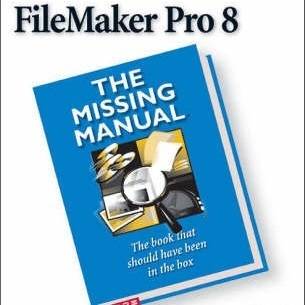 FileMaker Pro 8
THE
MISSING
MANUAL
The book that
should have been
in the box